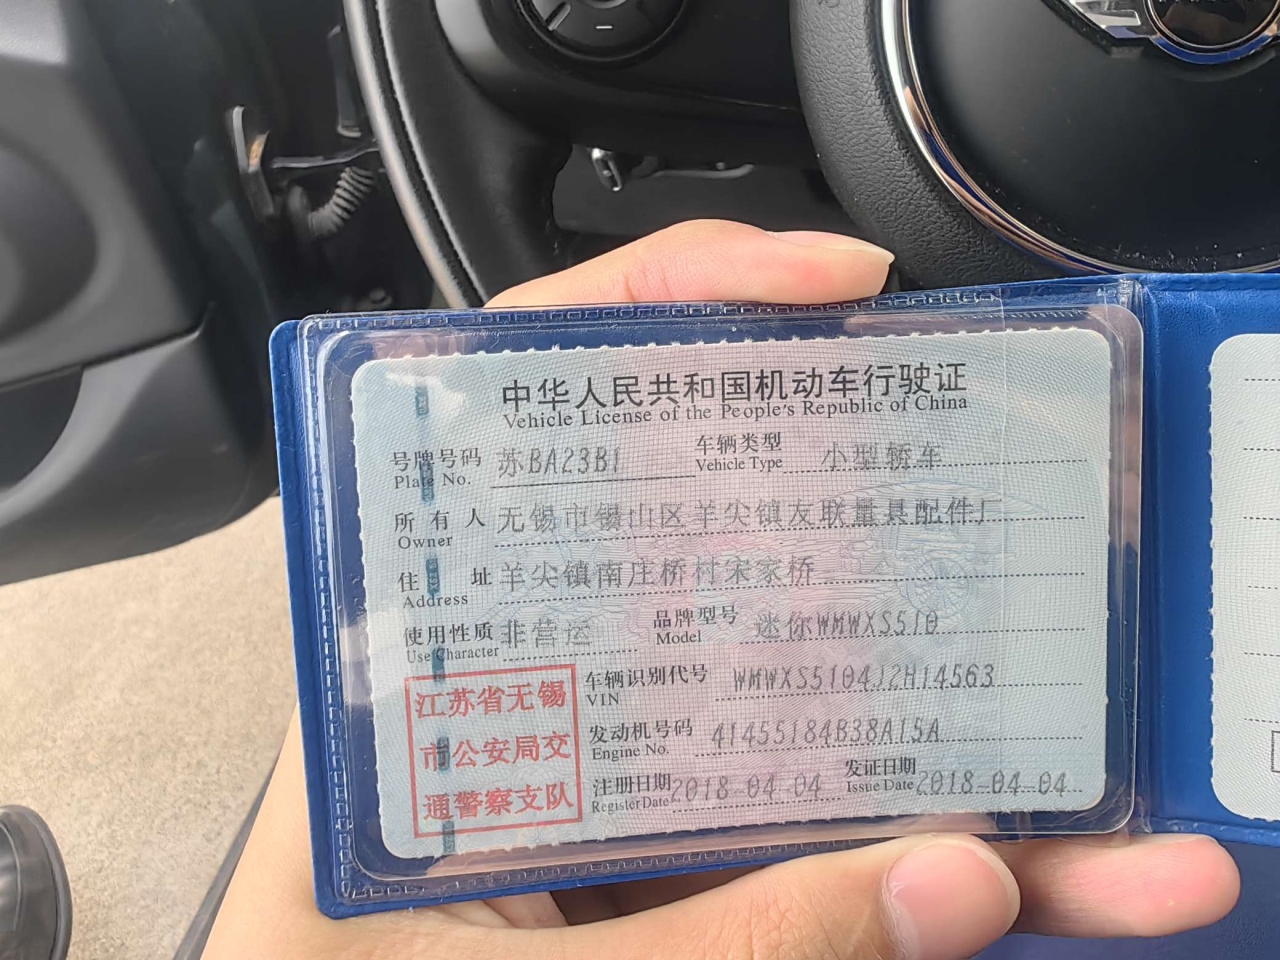 中华人民共和国机动车行驶证
Vehicle License of the People's Republic of China
号牌号码 苏BA23B1 车辆类型 小型轿车
Plate No. Vehicle Type
所有人 无锡市锡山区羊尖镇友联量具配件厂
Owner
住址 羊尖镇南庄桥村宋家桥
Address
使用性质 非营运 品牌型号 迷你WMWXS510
Use Character Model
江苏省无锡
市公安局交
通警察支队
车辆识别代号 WMWXS5104J2H14563
VIN
发动机号码 41455184B38A15A
Engine No.
注册日期 2018-04-04 发证日期 2018-04-04
Register Date Issue Date